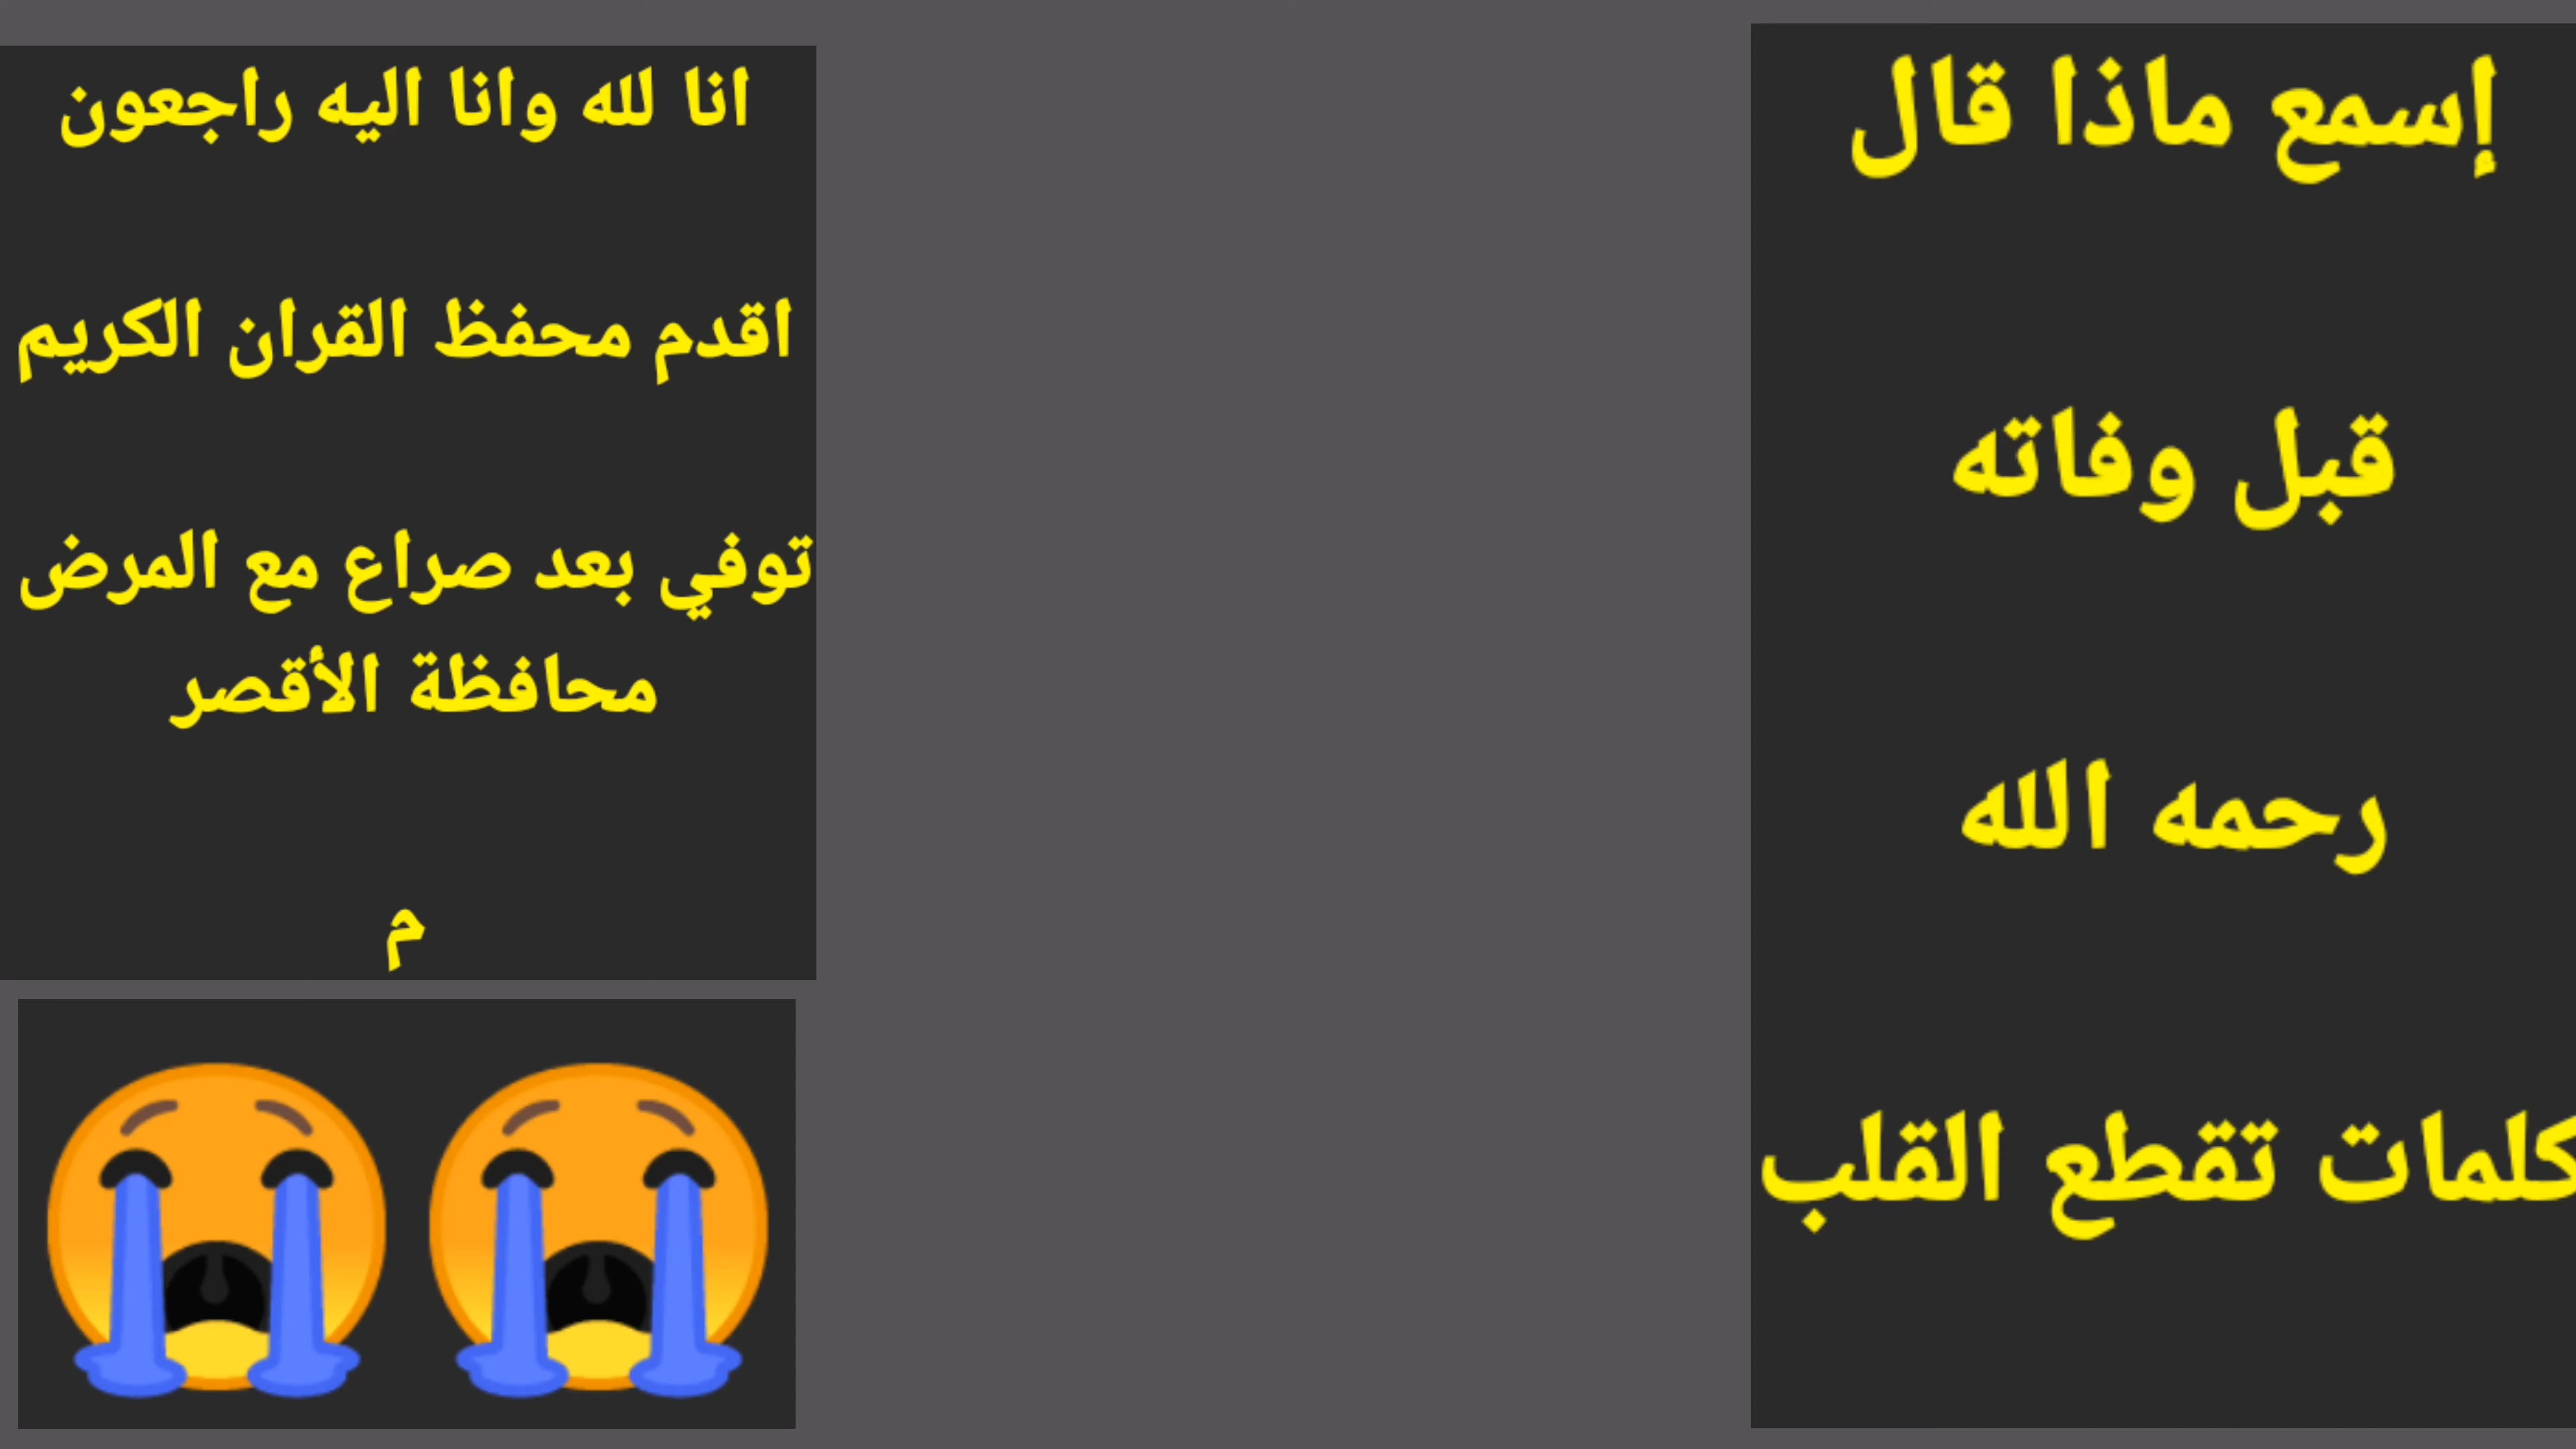 إسمع ماذا قال
قبل وفاته
رحمه الله
كلمات تقطع القلب
انا لله وانا اليه راجعون
اقدم محفظ القران الكريم
توفي بعد صراع مع المرض
محافظة الأقصر
م